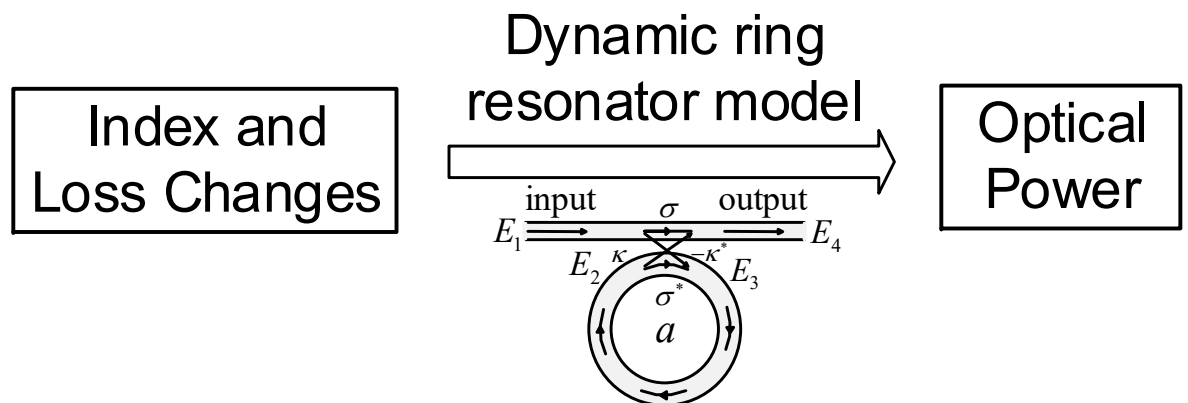 Dynamic ring
resonator model
Index and
Loss Changes
Optical
Power
input σ output
E₁ E₄
E₂ κ -κ* E₃
σ*
a